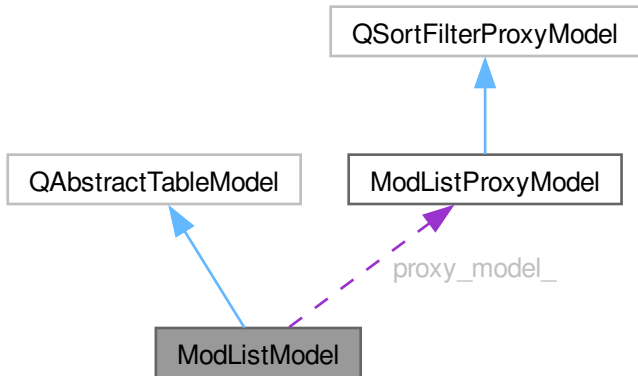 QSortFilterProxyModel
QAbstractTableModel
ModListProxyModel
proxy_model_
ModListModel